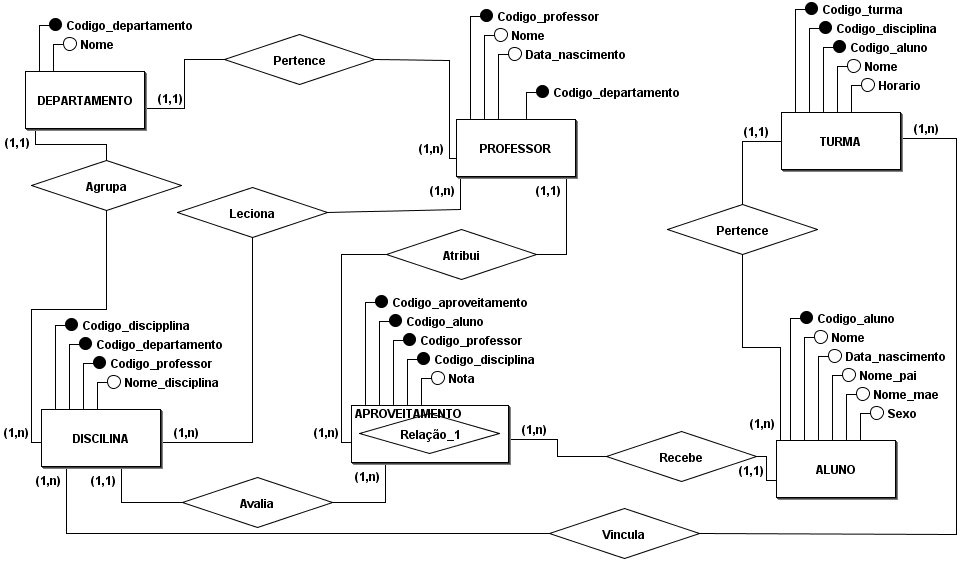 Codigo_departamento
Nome
DEPARTAMENTO
(1,1)
(1,1)
Pertence
Codigo_professor
Nome
Data_nascimento
Codigo_departamento
PROFESSOR
(1,n)
(1,n)
(1,1)
Codigo_turma
Codigo_disciplina
Codigo_aluno
Nome
Horario
TURMA
(1,1)
(1,n)
Agrupa
Leciona
Atribui
Pertence
Codigo_discipplina
Codigo_departamento
Codigo_professor
Nome_disciplina
DISCILINA
(1,n)
(1,n)
(1,n)
(1,1)
Codigo_aproveitamento
Codigo_aluno
Codigo_professor
Codigo_disciplina
Nota
APROVEITAMENTO
Relação_1
(1,n)
(1,n)
(1,n)
Codigo_aluno
Nome
Data_nascimento
Nome_pai
Nome_mae
Sexo
ALUNO
(1,n)
(1,1)
Recebe
Avalia
Vincula